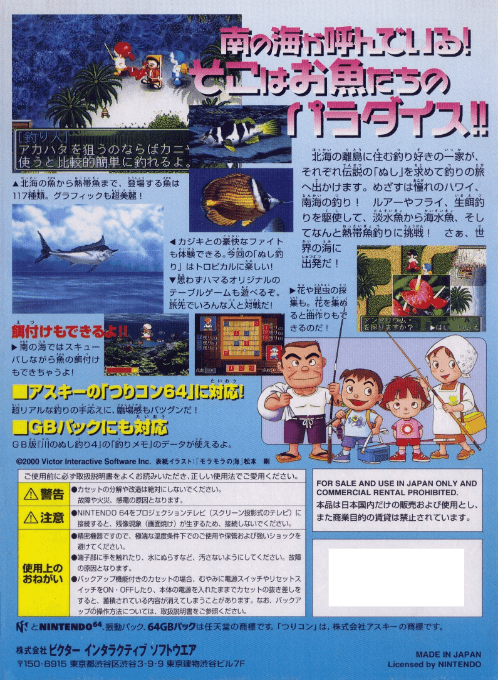 南の海が呼んでいる!
そこはお魚たちの
パラダイス!!
釣り人
アカハタを狙うのならばカニや
使うと比較的簡単に釣れるよ。
▲北海の魚から熱帯魚まで、登場する魚は
117種類。グラフィックも超美麗!
北海の離島に住む釣り好きの一家が、
それぞれ伝説の「ぬし」を求めて釣りの旅
へ出かけます。めざすは憧れのハワイ、
南海の釣り! ルアーやフライ、生餌釣
りを駆使して、淡水魚から海水魚、そし
てなんと熱帯魚釣りに挑戦! さぁ、世
界の海に
出発だ!
◀カジキとの豪快なファイト
も体験できる。今回の「ぬし釣
り」はトロピカルに楽しい!
▼思わずハマるオリジナルの
テーブルゲームも遊べるぞ。
旅先でいろんな人と対戦だ!
▶花や昆虫の採
集も。花を集め
ると曲作りもで
きるのだ!
餌付けもできるよ!!
▶南の海ではスキュー
バしながら魚の餌付け
もできちゃうよ!
■アスキーの「つりコン64」に対応!
超リアルな釣りの手応えに、臨場感もバツグンだ!
■GBパックにも対応
GB版「川のぬし釣り4」の「釣りメモ」のデータが使えるよ。
©2000 Victor Interactive Software Inc. 表紙イラスト:「モラモラの海」松本 剛
ご使用前に必ず取扱説明書をよくお読みいただき、正しい使用法でご愛用ください。
警告
●カセットの分解や改造は絶対にしないでください。
故障や火災、感電の原因となります。
注意
●NINTENDO 64をプロジェクションテレビ(スクリーン投影式のテレビ)に
接続すると、残像現象(画面焼け)が生ずるため、接続しないでください。
使用上の
おねがい
●精密機器ですので、極端な温度条件下でのご使用や保管および強いショックを
避けてください。
●端子部に手を触れたり、水にぬらすなど、汚さないようにしてください。故障
の原因となります。
●バックアップ機能付きのカセットの場合、むやみに電源スイッチやリセットス
イッチをON・OFFしたり、本体の電源を入れたままでカセットの抜き差しを
すると、蓄積されている内容が消えてしまうことがあります。なお、バックア
ップの操作方法については、取扱説明書をご参照ください。
FOR SALE AND USE IN JAPAN ONLY AND
COMMERCIAL RENTAL PROHIBITED.
本品は日本国内だけの販売および使用とし、
また商業目的の賃貸は禁止されています。
とNINTENDO64、振動パック、64GBパックは任天堂の商標です。「つりコン」は、株式会社アスキーの商標です。
株式会社 ビクター インタラクティブ ソフトウエア
〒150-8915 東京都渋谷区渋谷3-9-9 東京建物渋谷ビル7F
MADE IN JAPAN
Licensed by NINTENDO